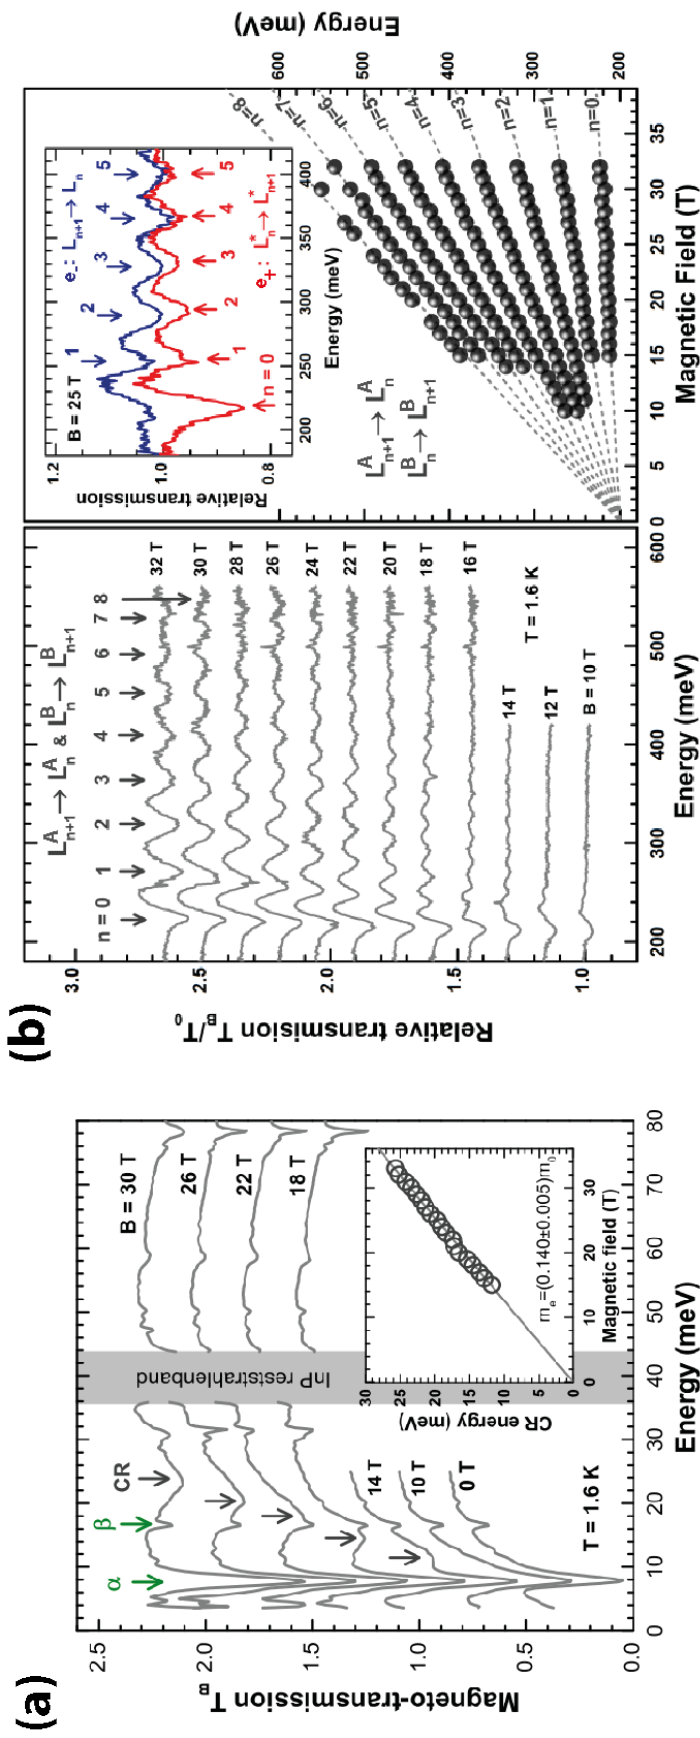 (a)
Magneto-transmission T_B
2.5
2.0
1.5
1.0
0.5
0.0
0
10
20
30
40
50
60
70
80
Energy (meV)
α
β
CR
InP reststrahlenband
B = 30 T
26 T
22 T
18 T
14 T
10 T
0 T
T = 1.6 K
CR energy (meV)
30
25
20
15
10
5
0
0
10
20
30
Magnetic field (T)
m_e=(0.140±0.005)m_0
(b)
Relative transmision T_B/T_0
3.0
2.5
2.0
1.5
1.0
200
300
400
500
600
Energy (meV)
L^A_{n+1}→L^A_n & L^B_n→L^B_{n+1}
n = 0
1
2
3
4
5
6
7
8
32 T
30 T
28 T
26 T
24 T
22 T
20 T
18 T
16 T
14 T
12 T
B = 10 T
T = 1.6 K
Relative transmission
1.2
1.0
0.8
200
250
300
350
400
Energy (meV)
B = 25 T
e_-: L_{n+1}→L_n
1
2
3
4
5
e_+: L^*_n→L^*_{n+1}
n = 0
1
2
3
4
5
L^A_{n+1}→L^A_n
L^B_n→L^B_{n+1}
n=8
n=7
n=6
n=5
n=4
n=3
n=2
n=1
n=0
0
5
10
15
20
25
30
35
Magnetic Field (T)
600
500
400
300
200
Energy (meV)